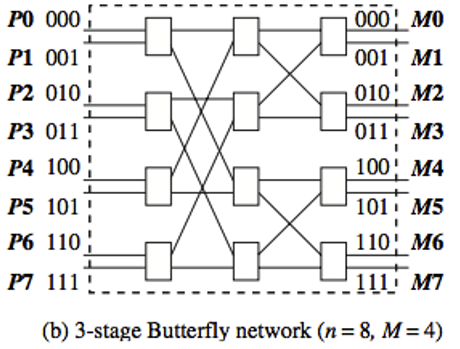 P0 000 000 M0
P1 001 001 M1
P2 010 010 M2
P3 011 011 M3
P4 100 100 M4
P5 101 101 M5
P6 110 110 M6
P7 111 111 M7
(b) 3-stage Butterfly network (n = 8, M = 4)